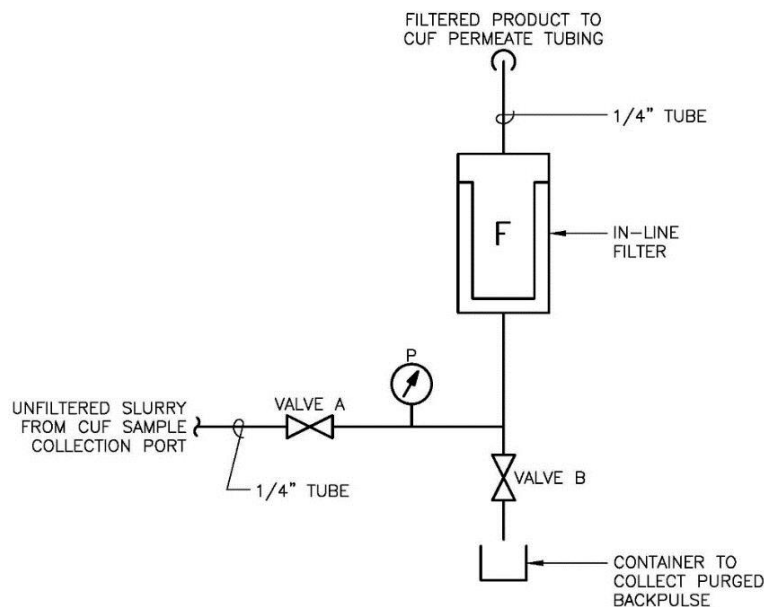 FILTERED PRODUCT TO
CUF PERMEATE TUBING
1/4" TUBE
F
IN-LINE
FILTER
P
UNFILTERED SLURRY
FROM CUF SAMPLE
COLLECTION PORT
VALVE A
1/4" TUBE
VALVE B
CONTAINER TO
COLLECT PURGED
BACKPULSE